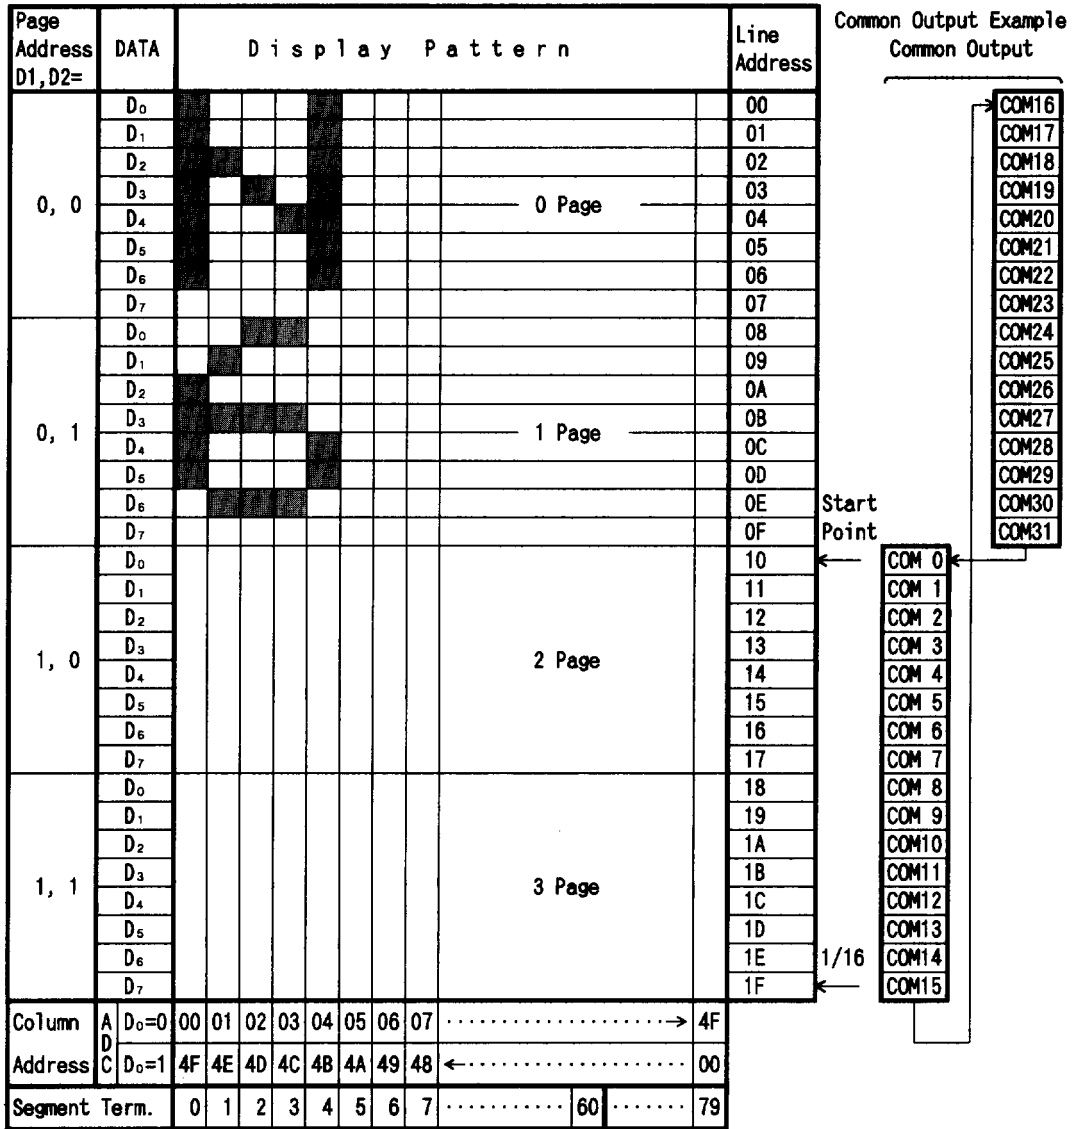 Page Address D1,D2= DATA Display Pattern Line Address Common Output Example
Common Output
D0 00 COM16
D1 01 COM17
D2 02 COM18
D3 03 COM19
0, 0 D4 0 Page 04 COM20
D5 05 COM21
D6 06 COM22
D7 07 COM23
D0 08 COM24
D1 09 COM25
D2 0A COM26
D3 0B COM27
0, 1 D4 1 Page 0C COM28
D5 0D COM29
D6 0E Start COM30
D7 0F Point COM31
D0 10 COM 0
D1 11 COM 1
D2 12 COM 2
D3 13 COM 3
1, 0 D4 2 Page 14 COM 4
D5 15 COM 5
D6 16 COM 6
D7 17 COM 7
D0 18 COM 8
D1 19 COM 9
D2 1A COM10
D3 1B COM11
1, 1 D4 3 Page 1C COM12
D5 1D COM13
D6 1E 1/16 COM14
D7 1F COM15
Column Address ADC D0=0 00 01 02 03 04 05 06 07 ··················→ 4F
D0=1 4F 4E 4D 4C 4B 4A 49 48 ←·················· 00
Segment Term. 0 1 2 3 4 5 6 7 ··········· 60 ······· 79